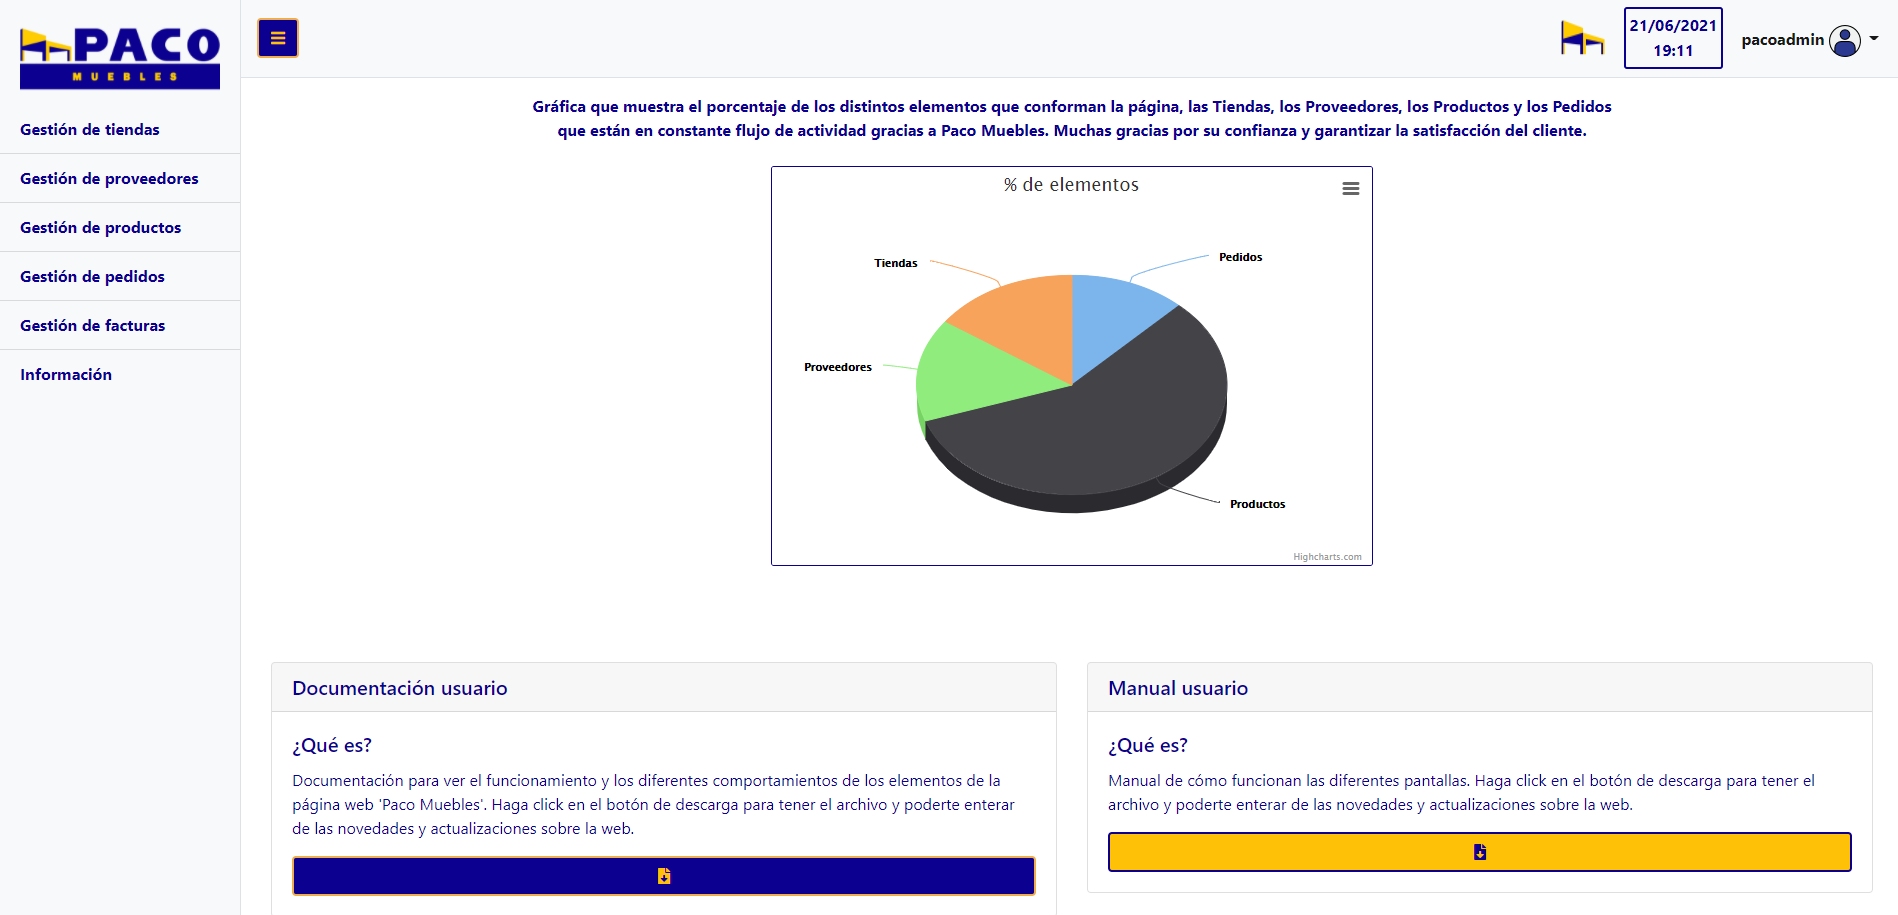 PACO
MUEBLES
Gestión de tiendas
Gestión de proveedores
Gestión de productos
Gestión de pedidos
Gestión de facturas
Información
21/06/2021
19:11
pacoadmin
Gráfica que muestra el porcentaje de los distintos elementos que conforman la página, las Tiendas, los Proveedores, los Productos y los Pedidos
que están en constante flujo de actividad gracias a Paco Muebles. Muchas gracias por su confianza y garantizar la satisfacción del cliente.
% de elementos
Tiendas
Pedidos
Proveedores
Productos
Highcharts.com
Documentación usuario
¿Qué es?
Documentación para ver el funcionamiento y los diferentes comportamientos de los elementos de la
página web 'Paco Muebles'. Haga click en el botón de descarga para tener el archivo y poderte enterar
de las novedades y actualizaciones sobre la web.
Manual usuario
¿Qué es?
Manual de cómo funcionan las diferentes pantallas. Haga click en el botón de descarga para tener el
archivo y poderte enterar de las novedades y actualizaciones sobre la web.